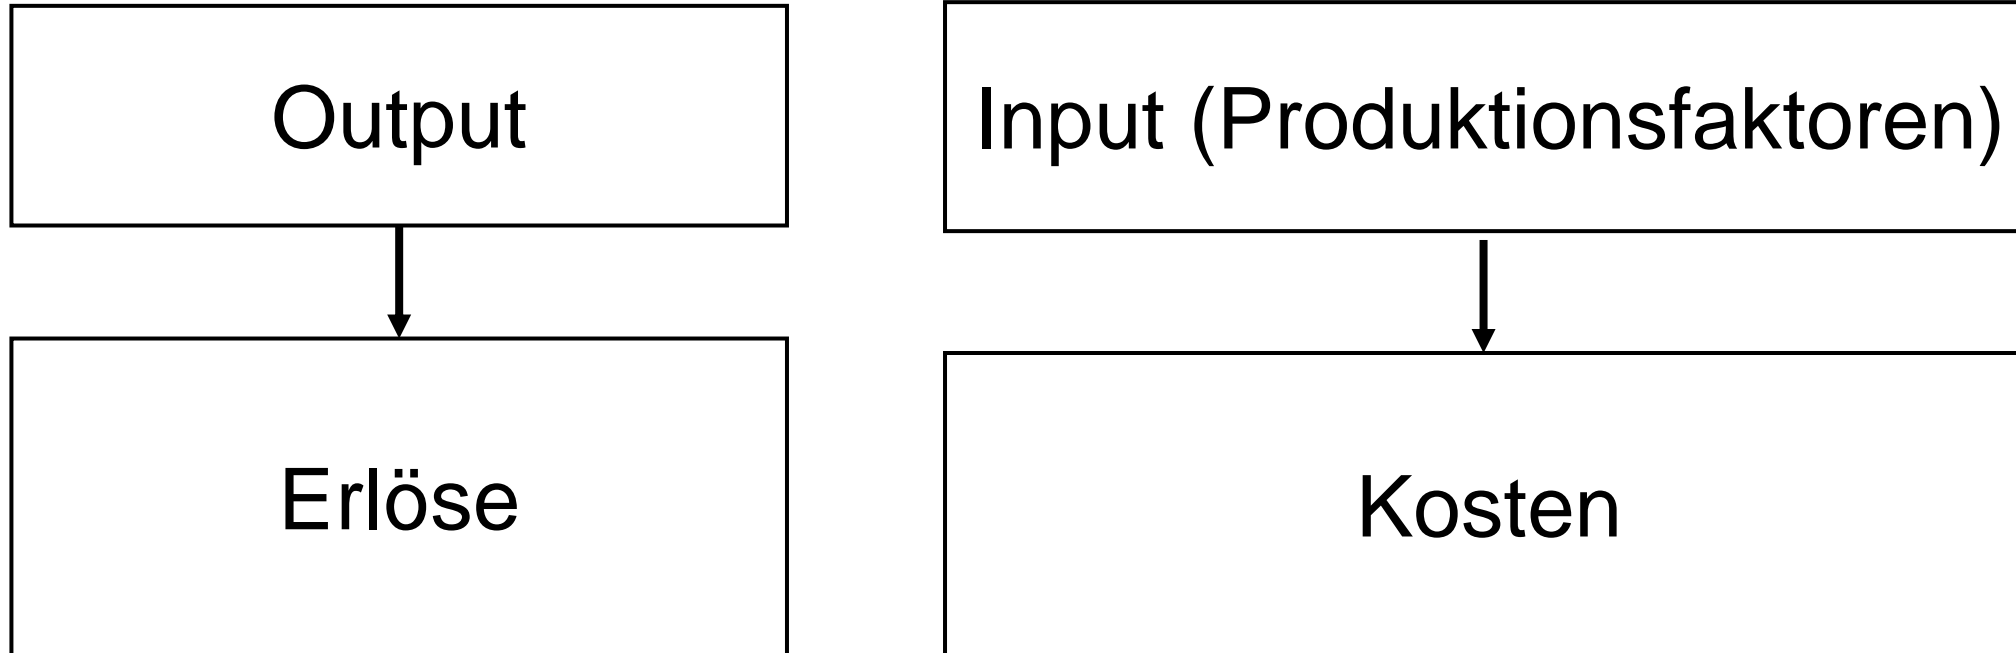 Output
Input (Produktionsfaktoren)
Erlöse
Kosten